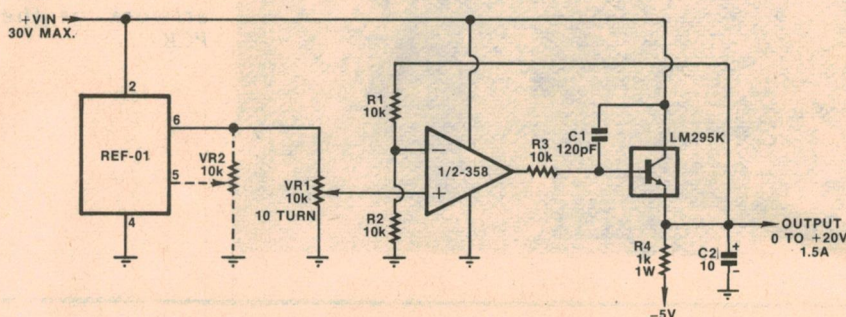 +VIN
30V MAX.
2
REF-01
6
5
4
VR2
10k
VR1
10k
10 TURN
R1
10k
R2
10k
−
+
1/2-358
R3
10k
C1
120pF
LM295K
R4
1k
1W
−5V
C2
10
+
−
OUTPUT
0 TO +20V
1.5A